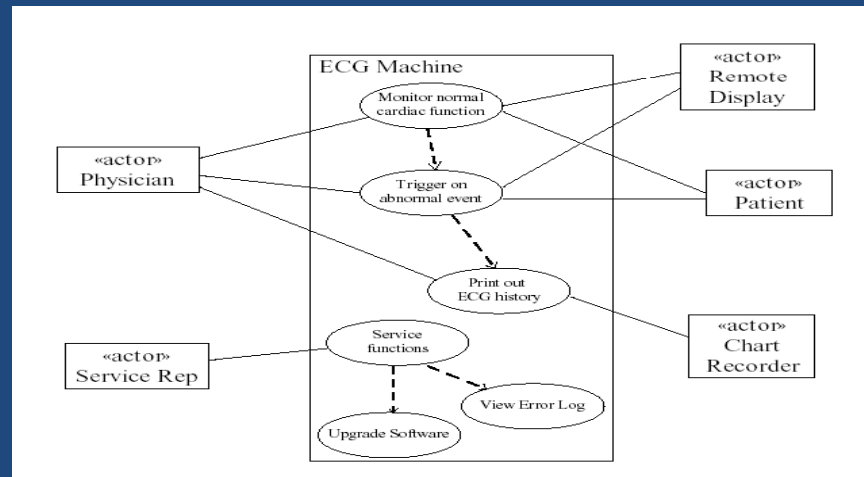 ECG Machine
Monitor normal
cardiac function
«actor»
Remote
Display
«actor»
Physician
Trigger on
abnormal event
«actor»
Patient
Print out
ECG history
«actor»
Chart
Recorder
Service
functions
«actor»
Service Rep
View Error Log
Upgrade Software